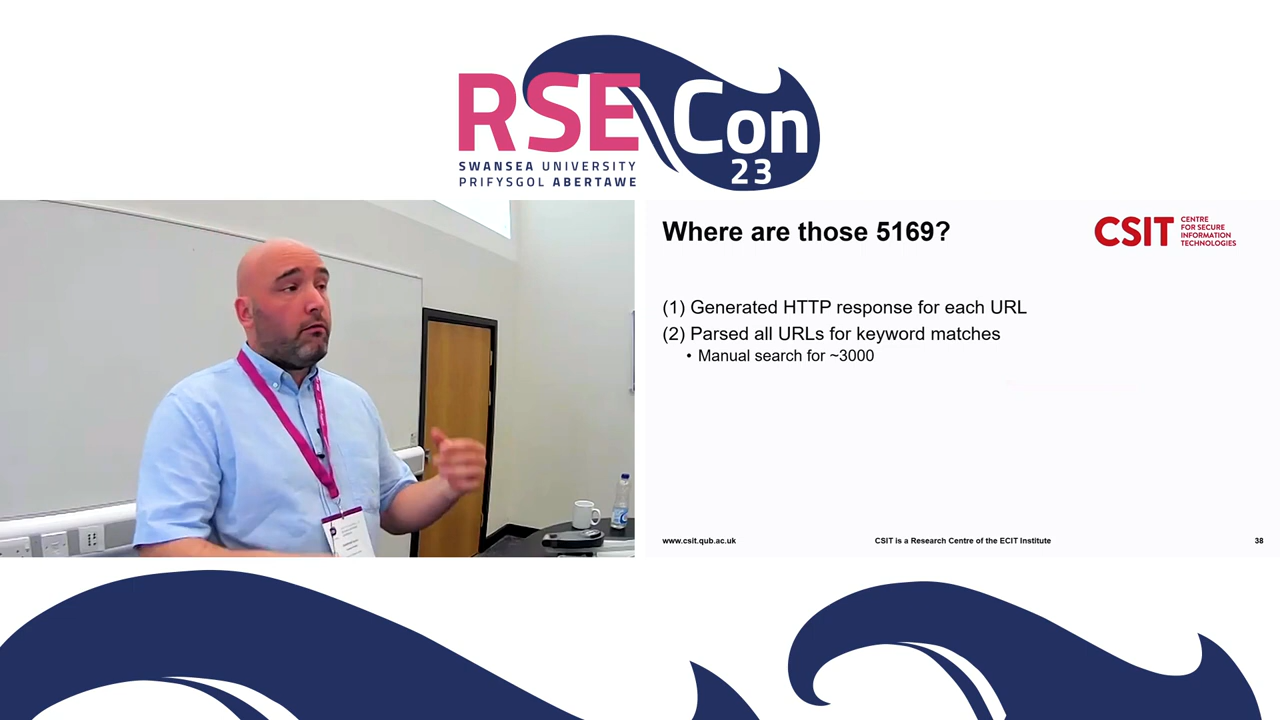 RSE Con
23
SWANSEA UNIVERSITY
PRIFYSGOL ABERTAWE
Where are those 5169?
CSIT
CENTRE
FOR SECURE
INFORMATION
TECHNOLOGIES
(1) Generated HTTP response for each URL
(2) Parsed all URLs for keyword matches
• Manual search for ~3000
www.csit.qub.ac.uk
CSIT is a Research Centre of the ECIT Institute
38